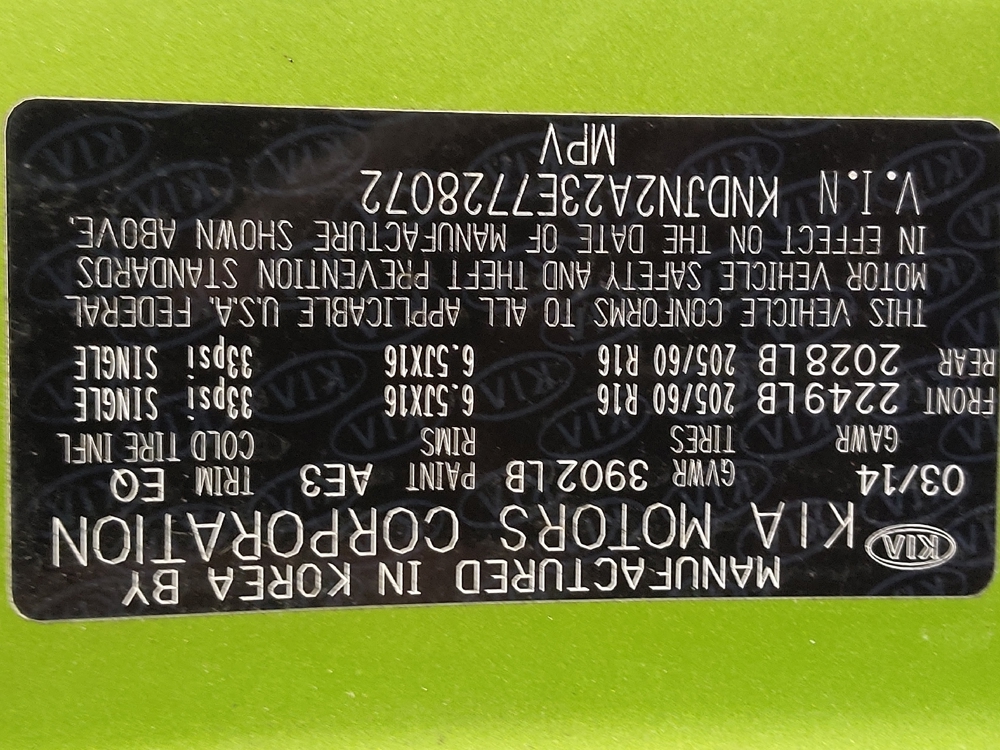 MANUFACTURED IN KOREA BY
KIA KIA MOTORS CORPORATION
03/14 GVWR 3902LB PAINT AE3 TRIM EQ
GAWR TIRES RIMS COLD TIRE INFL
FRONT 2249LB 205/60 R16 6.5JX16 33psi SINGLE
REAR 2028LB 205/60 R16 6.5JX16 33psi SINGLE
THIS VEHICLE CONFORMS TO ALL APPLICABLE U.S.A. FEDERAL
MOTOR VEHICLE SAFETY AND THEFT PREVENTION STANDARDS
IN EFFECT ON THE DATE OF MANUFACTURE SHOWN ABOVE.
V.I.N KNDJN2A23E7728072
MPV